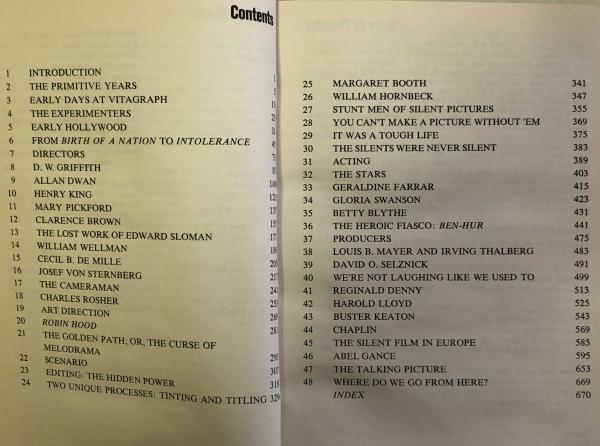 Contents
1 INTRODUCTION 1
2 THE PRIMITIVE YEARS 5
3 EARLY DAYS AT VITAGRAPH
4 THE EXPERIMENTERS
5 EARLY HOLLYWOOD
6 FROM BIRTH OF A NATION TO INTOLERANCE
7 DIRECTORS
8 D. W. GRIFFITH
9 ALLAN DWAN
10 HENRY KING
11 MARY PICKFORD
12 CLARENCE BROWN
13 THE LOST WORK OF EDWARD SLOMAN
14 WILLIAM WELLMAN
15 CECIL B. DE MILLE 205
16 JOSEF VON STERNBERG 217
17 THE CAMERAMAN 241
18 CHARLES ROSHER 253
19 ART DIRECTION 269
20 ROBIN HOOD 281
21 THE GOLDEN PATH; OR, THE CURSE OF
MELODRAMA 295
22 SCENARIO
23 EDITING: THE HIDDEN POWER 307
24 TWO UNIQUE PROCESSES: TINTING AND TITLING 329
25 MARGARET BOOTH 341
26 WILLIAM HORNBECK 347
27 STUNT MEN OF SILENT PICTURES 355
28 YOU CAN'T MAKE A PICTURE WITHOUT 'EM 369
29 IT WAS A TOUGH LIFE 375
30 THE SILENTS WERE NEVER SILENT 383
31 ACTING 389
32 THE STARS 403
33 GERALDINE FARRAR 415
34 GLORIA SWANSON 423
35 BETTY BLYTHE 431
36 THE HEROIC FIASCO: BEN-HUR 441
37 PRODUCERS 475
38 LOUIS B. MAYER AND IRVING THALBERG 483
39 DAVID O. SELZNICK 491
40 WE'RE NOT LAUGHING LIKE WE USED TO 499
41 REGINALD DENNY 513
42 HAROLD LLOYD 525
43 BUSTER KEATON 543
44 CHAPLIN 569
45 THE SILENT FILM IN EUROPE 585
46 ABEL GANCE 595
47 THE TALKING PICTURE 653
48 WHERE DO WE GO FROM HERE? 669
INDEX 670